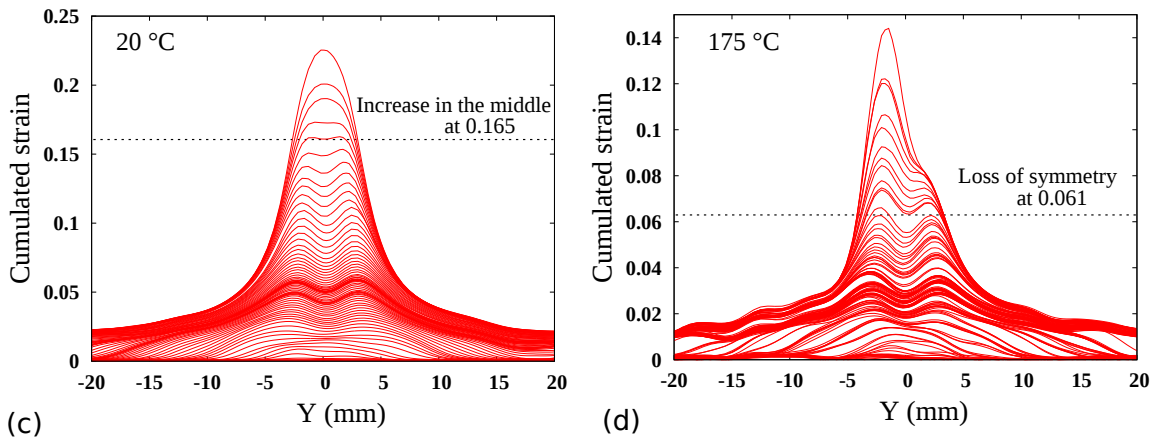 20 °C
Increase in the middle
at 0.165
Cumulated strain
0.25
0.2
0.15
0.1
0.05
0
-20 -15 -10 -5 0 5 10 15 20
Y (mm)
(c)
175 °C
Loss of symmetry
at 0.061
Cumulated strain
0.14
0.12
0.1
0.08
0.06
0.04
0.02
0
-20 -15 -10 -5 0 5 10 15 20
Y (mm)
(d)